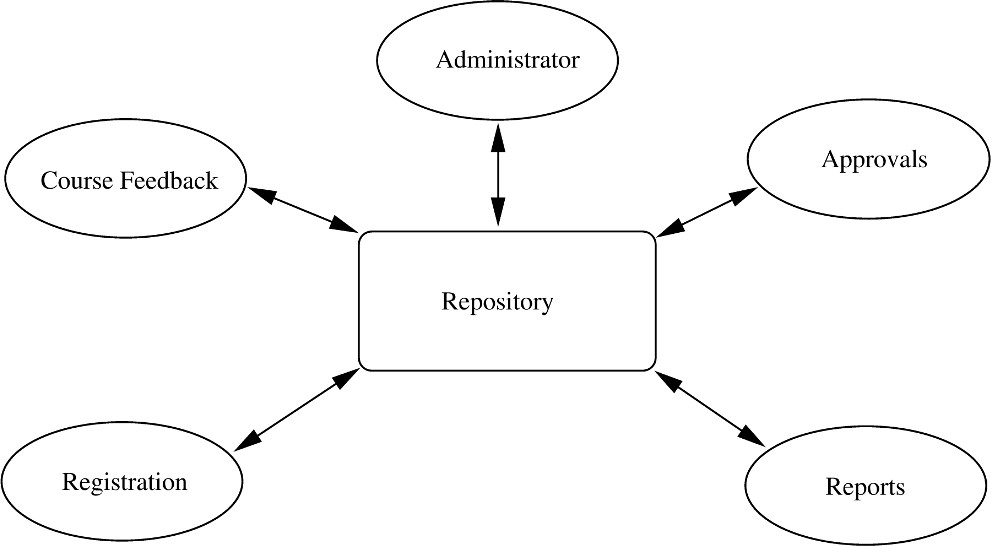 Administrator
Approvals
Course Feedback
Repository
Registration
Reports